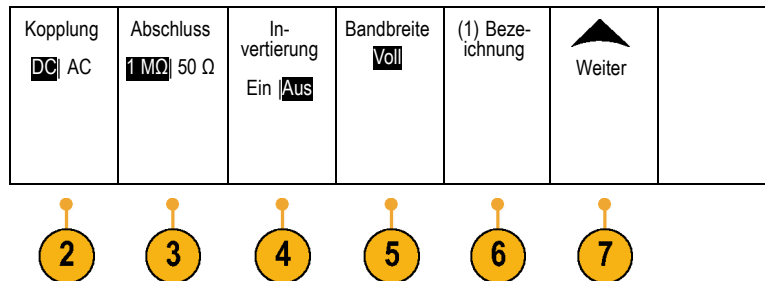 Kopplung
DC| AC
Abschluss
1 MΩ| 50 Ω
In-
vertierung
Ein |Aus
Bandbreite
Voll
(1) Beze-
ichnung
Weiter
2
3
4
5
6
7